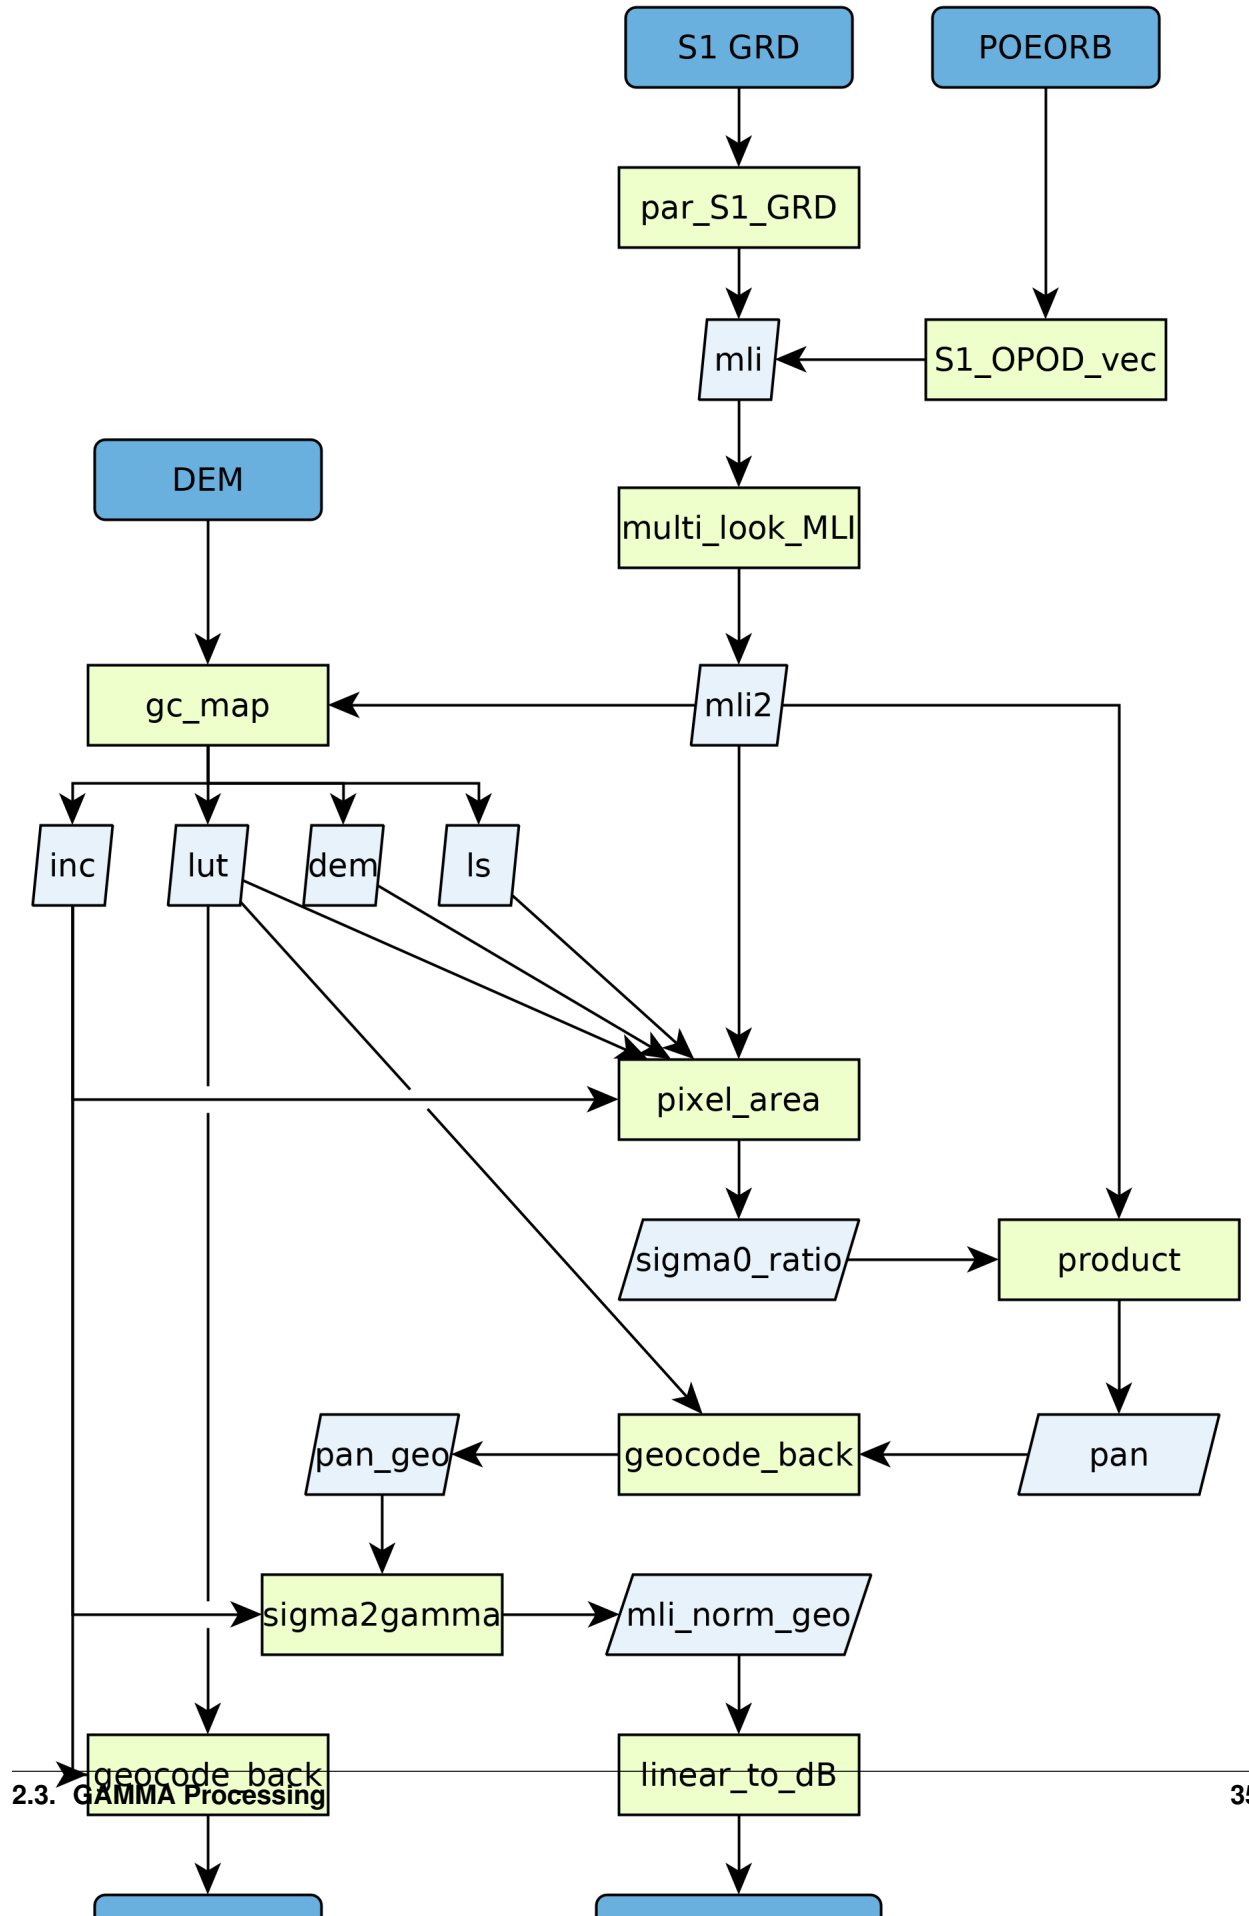 S1 GRD
POEORB
par_S1_GRD
mli
S1_OPOD_vec
DEM
multi_look_MLI
gc_map
mli2
inc
lut
dem
ls
pixel_area
sigma0_ratio
product
pan_geo
geocode_back
pan
sigma2gamma
mli_norm_geo
geocode_back
linear_to_dB
2.3. GAMMA Processing
35